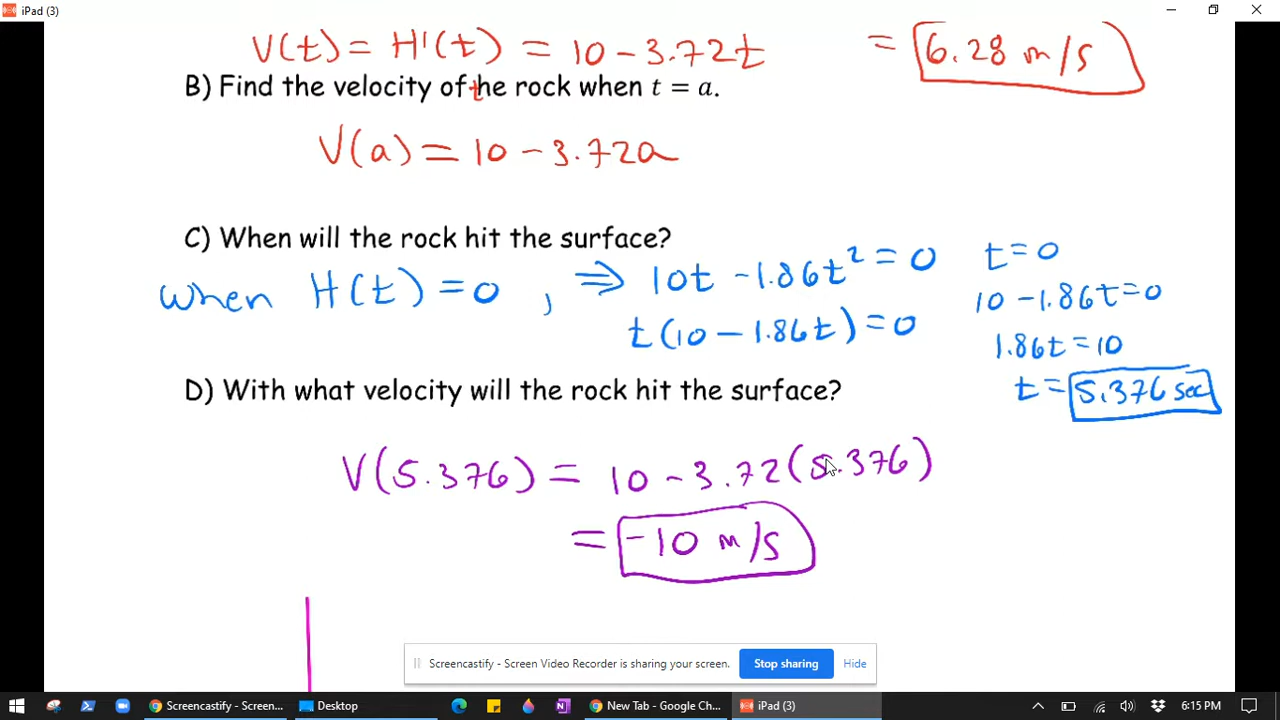 iPad (3)
V(t) = H'(t) = 10 - 3.72t
= 6.28 m/s
B) Find the velocity of the rock when t = a.
t
V(a) = 10 - 3.72a
C) When will the rock hit the surface?
when H(t) = 0 , ⇒ 10t - 1.86t² = 0
t(10 - 1.86t) = 0
t = 0
10 - 1.86t = 0
1.86t = 10
t = 5.376 sec
D) With what velocity will the rock hit the surface?
V(5.376) = 10 - 3.72(5.376)
= -10 m/s
Screencastify - Screen Video Recorder is sharing your screen. Stop sharing Hide
Screencastify - Screen... Desktop New Tab - Google Ch... iPad (3) 6:15 PM